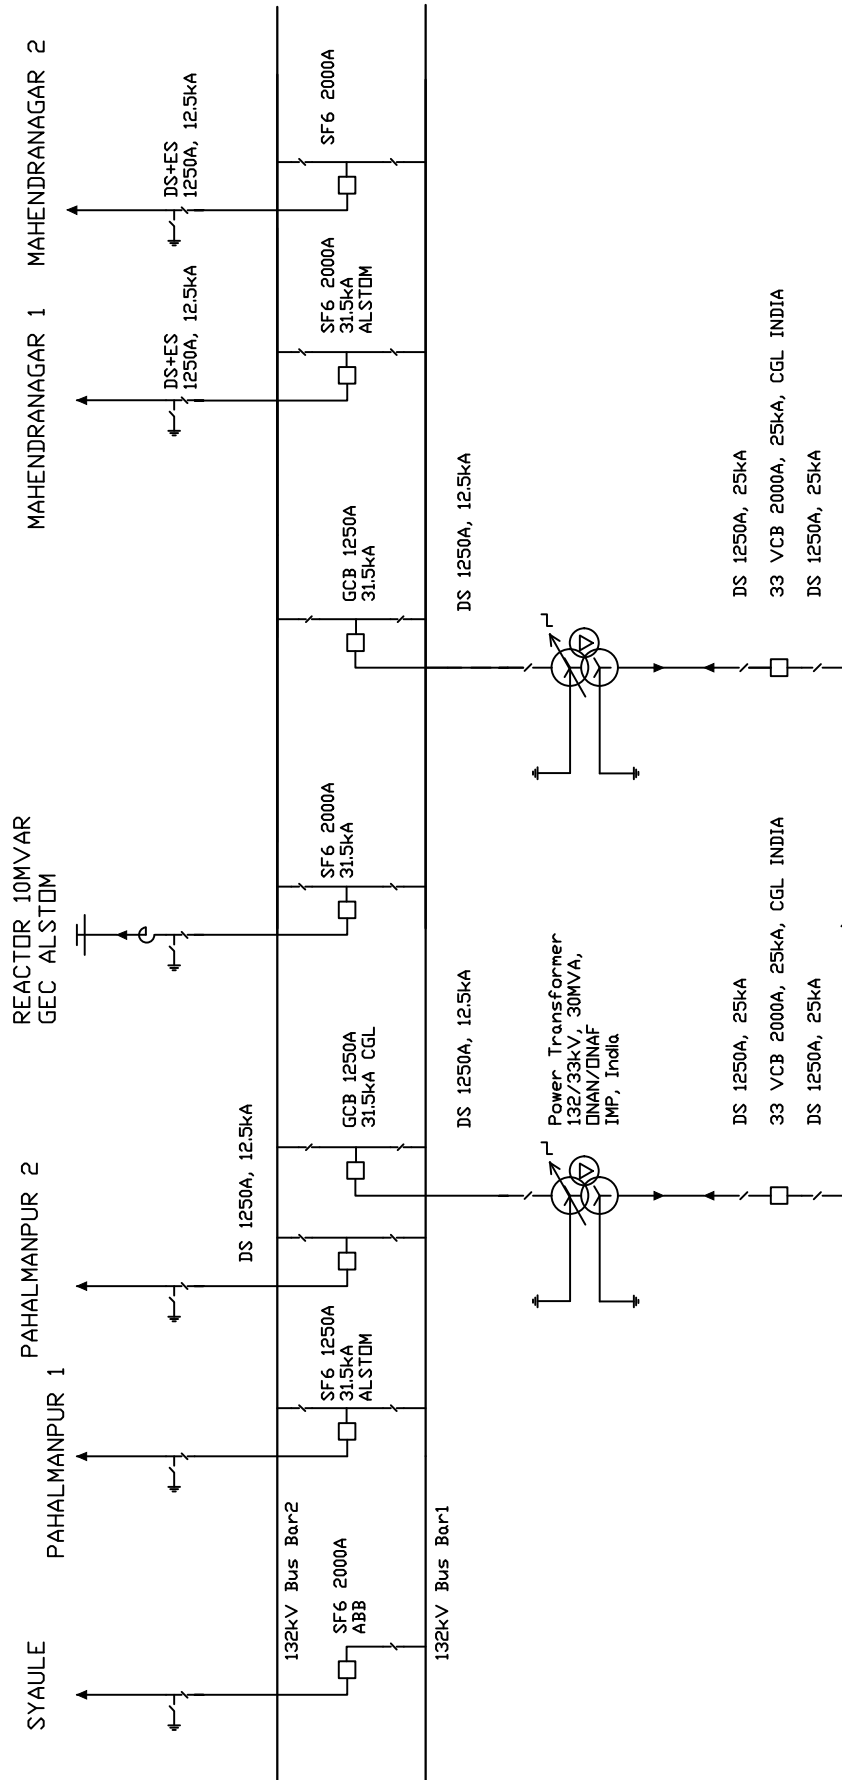 SYAULE
PAHALMANPUR 1
PAHALMANPUR 2
REACTOR 10MVAR
GEC ALSTOM
MAHENDRANAGAR 1
MAHENDRANAGAR 2
DS+ES
1250A, 12.5kA
DS+ES
1250A, 12.5kA
DS 1250A, 12.5kA
132kV Bus Bar2
SF6 2000A
ABB
SF6 1250A
31.5kA
ALSTOM
GCB 1250A
31.5kA CGL
SF6 2000A
31.5kA
GCB 1250A
31.5kA
SF6 2000A
31.5kA
ALSTOM
SF6 2000A
132kV Bus Bar1
DS 1250A, 12.5kA
DS 1250A, 12.5kA
Power Transformer
132/33kV, 30MVA,
ONAN/ONAF
IMP, India
DS 1250A, 25kA
33 VCB 2000A, 25kA, CGL INDIA
DS 1250A, 25kA
DS 1250A, 25kA
33 VCB 2000A, 25kA, CGL INDIA
DS 1250A, 25kA